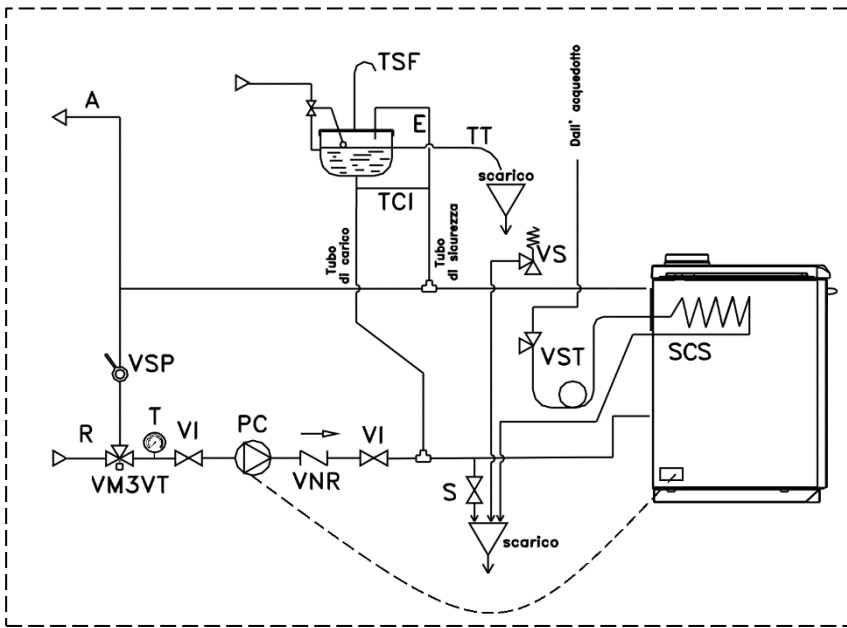 TSF
A
E
TT
Dall' acquedotto
scarico
TCI
Tubo
di carico
Tubo
di sicurezza
VS
VST
SCS
VSP
T
R
VI
PC
VI
VM3VT
VNR
S
scarico